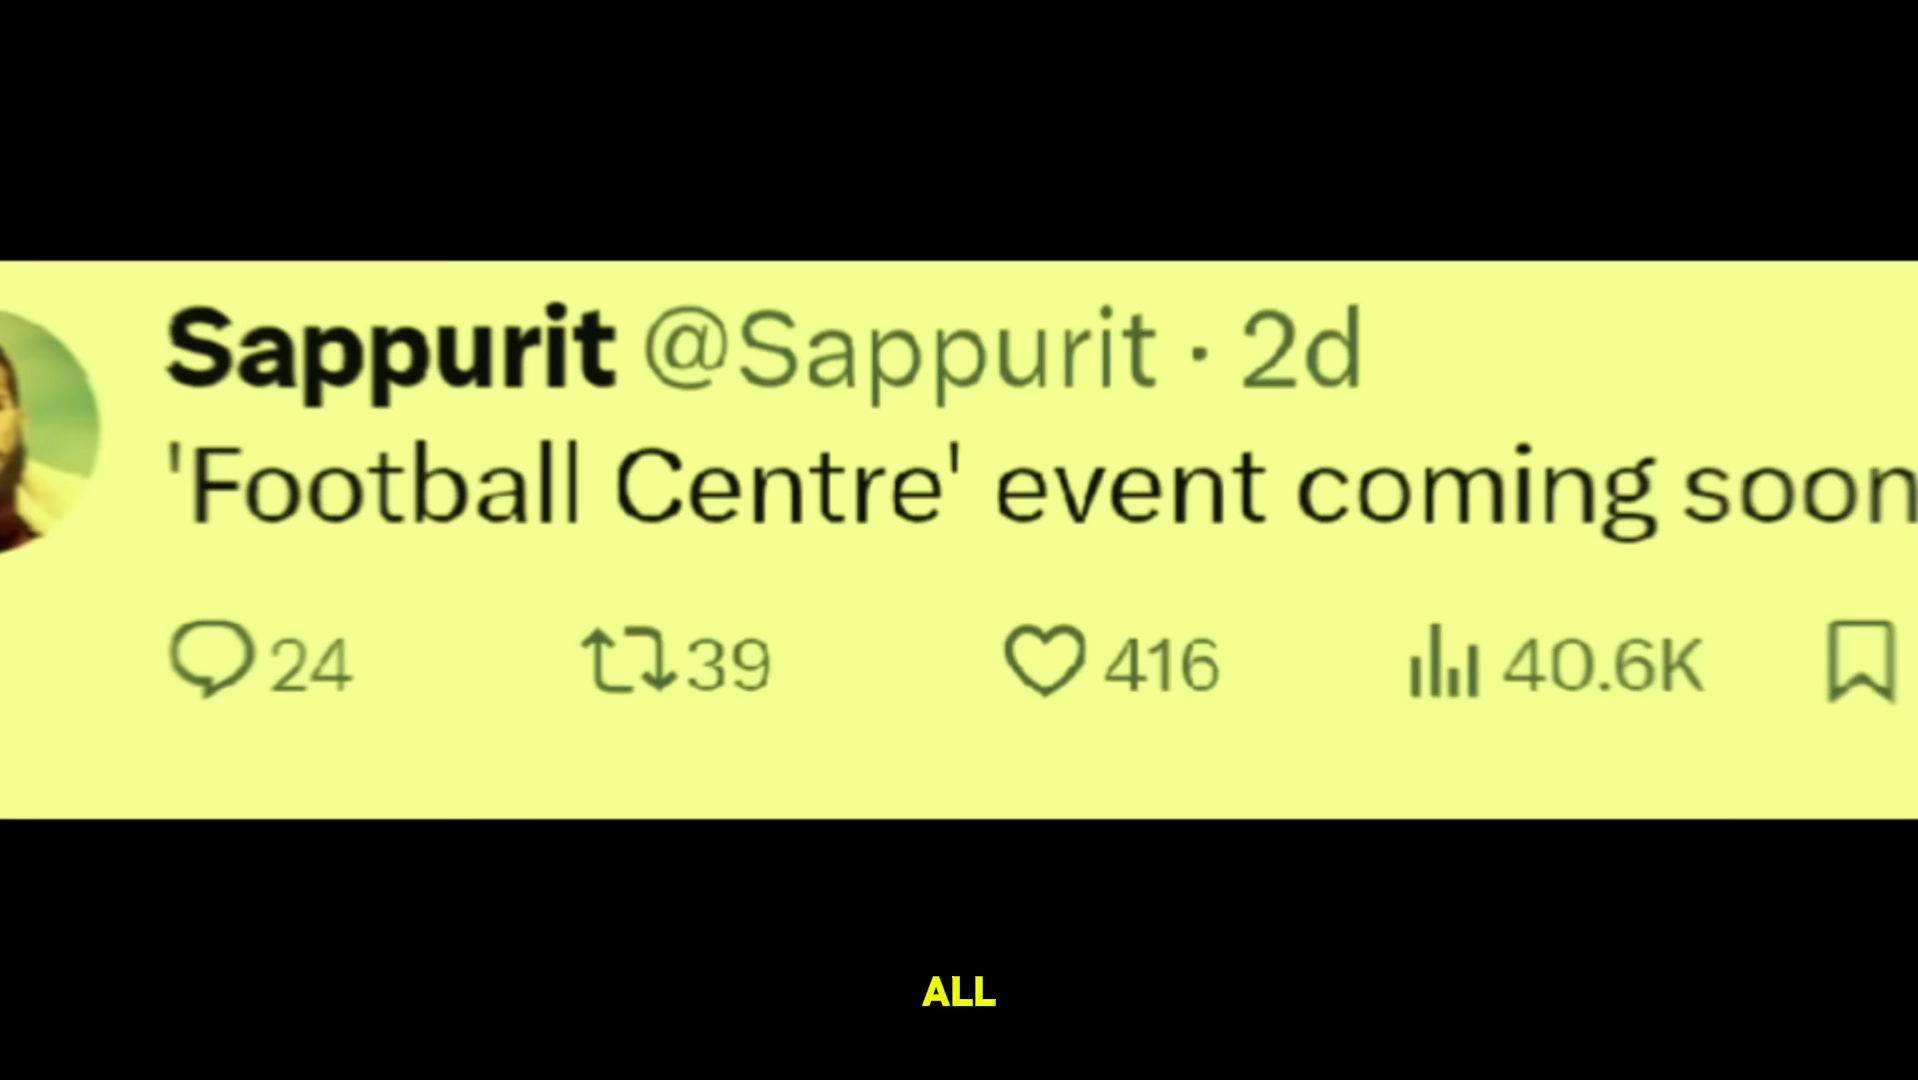 Sappurit @Sappurit · 2d
'Football Centre' event coming soon
24 39 416 40.6K
ALL